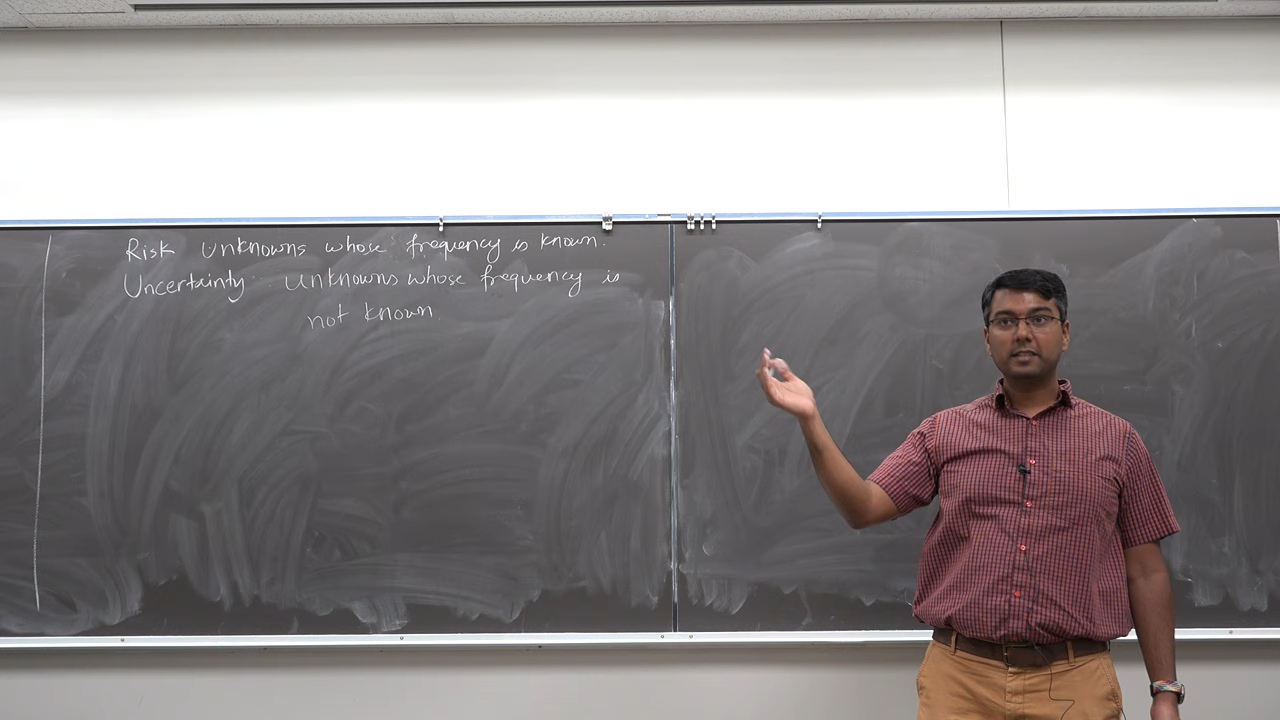 Risk unknowns whose frequency is known.
Uncertainty unknowns whose frequency is
not known.